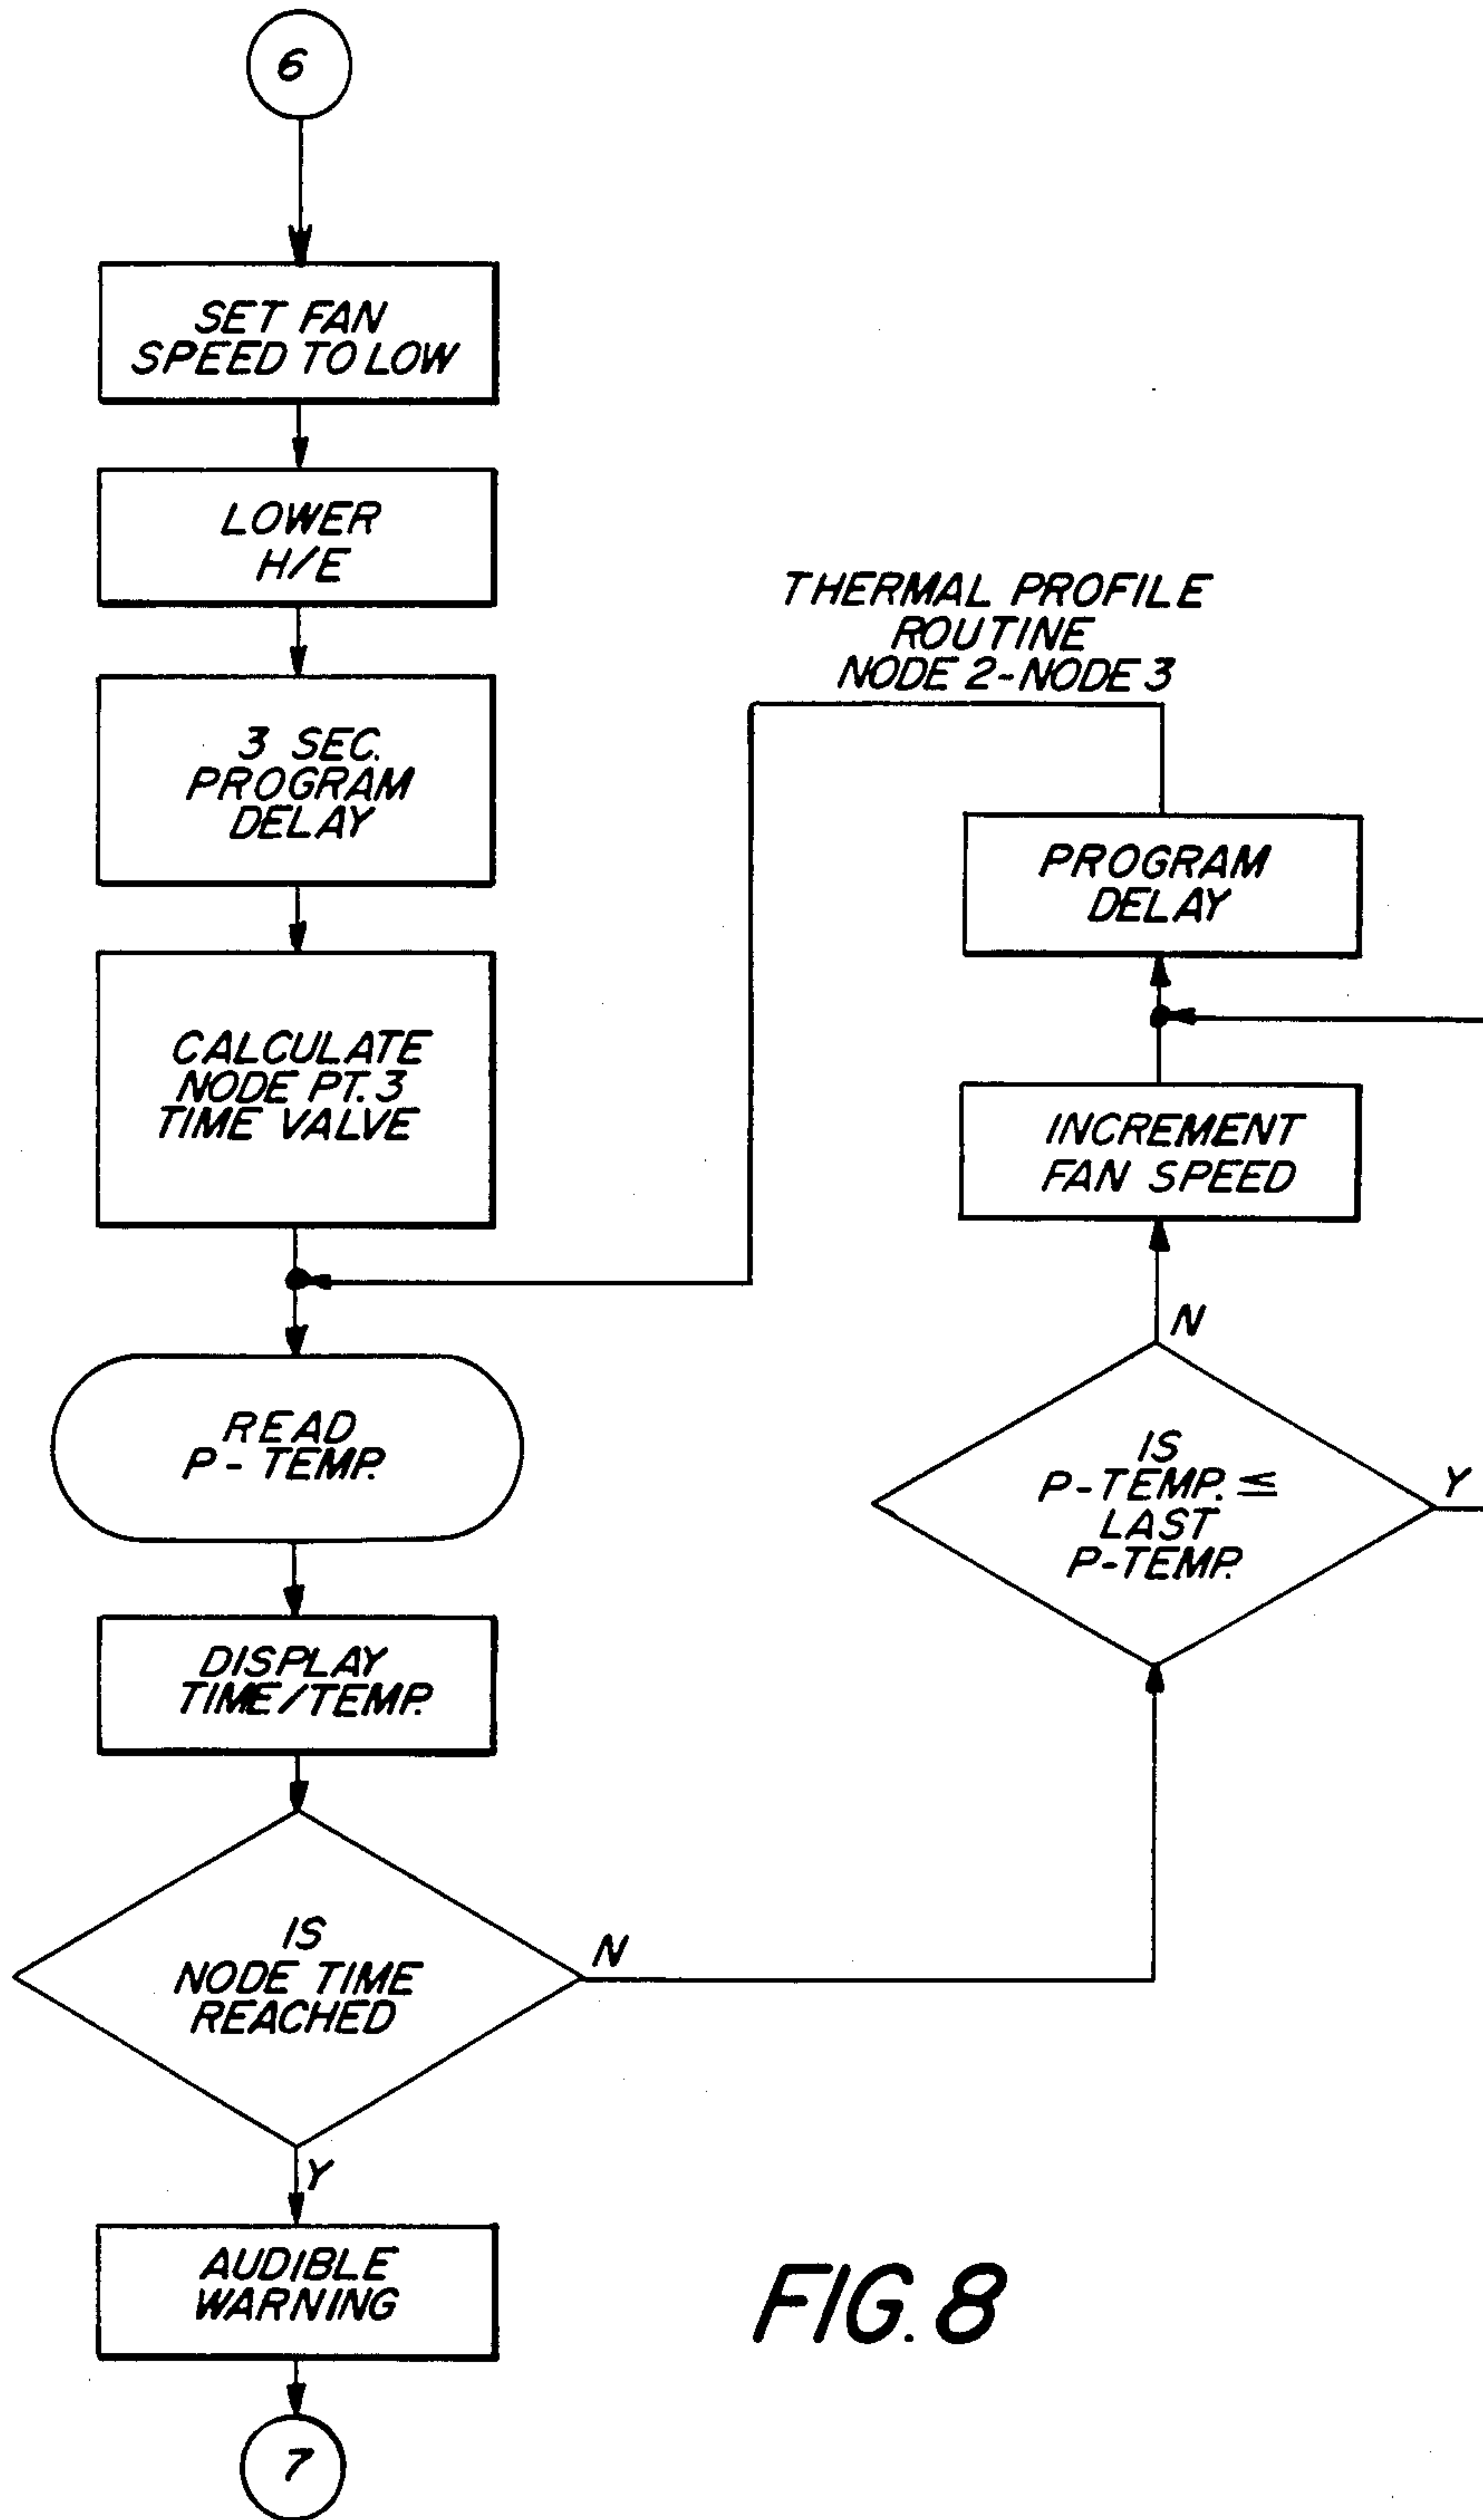 6
SET FAN
SPEED TO LOW
LOWER
H/E
3 SEC.
PROGRAM
DELAY
CALCULATE
NODE PT. 3
TIME VALVE
READ
P-TEMP.
DISPLAY
TIME/TEMP.
IS
NODE TIME
REACHED
N
Y
AUDIBLE
WARNING
7
THERMAL PROFILE
ROUTINE
NODE 2-NODE 3
PROGRAM
DELAY
INCREMENT
FAN SPEED
N
IS
P-TEMP. ≤
LAST
P-TEMP.
Y
FIG. 8